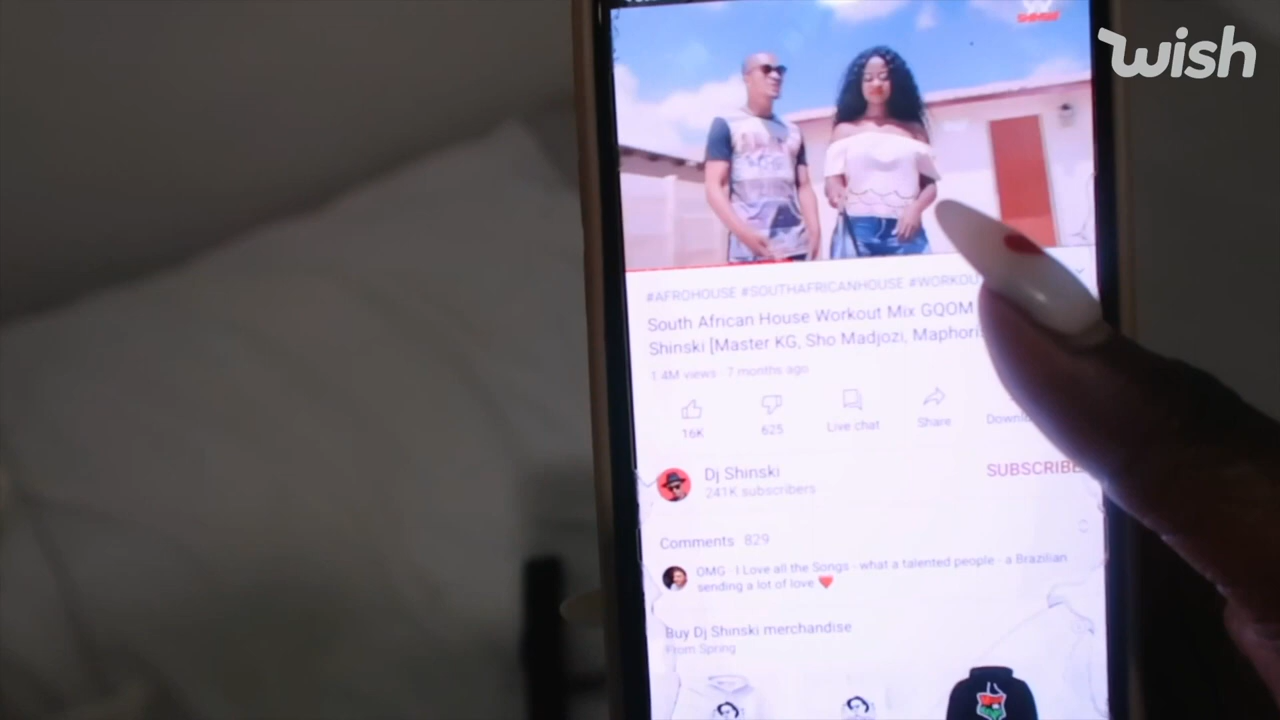 wish
#AFROHOUSE #SOUTHAFRICANHOUSE
South African House Workout Mix GQOM
Shinski [Master KG, Sho Madjozi,
1.4M views · 7 months ago
16K
625
Live chat
Share
Dj Shinski
SUBSCRIBE
241K subscribers
Comments 829
OMG - I Love all the Songs - what a talented people - a Brazilian
sending a lot of love ❤
Buy Dj Shinski merchandise
From Spring